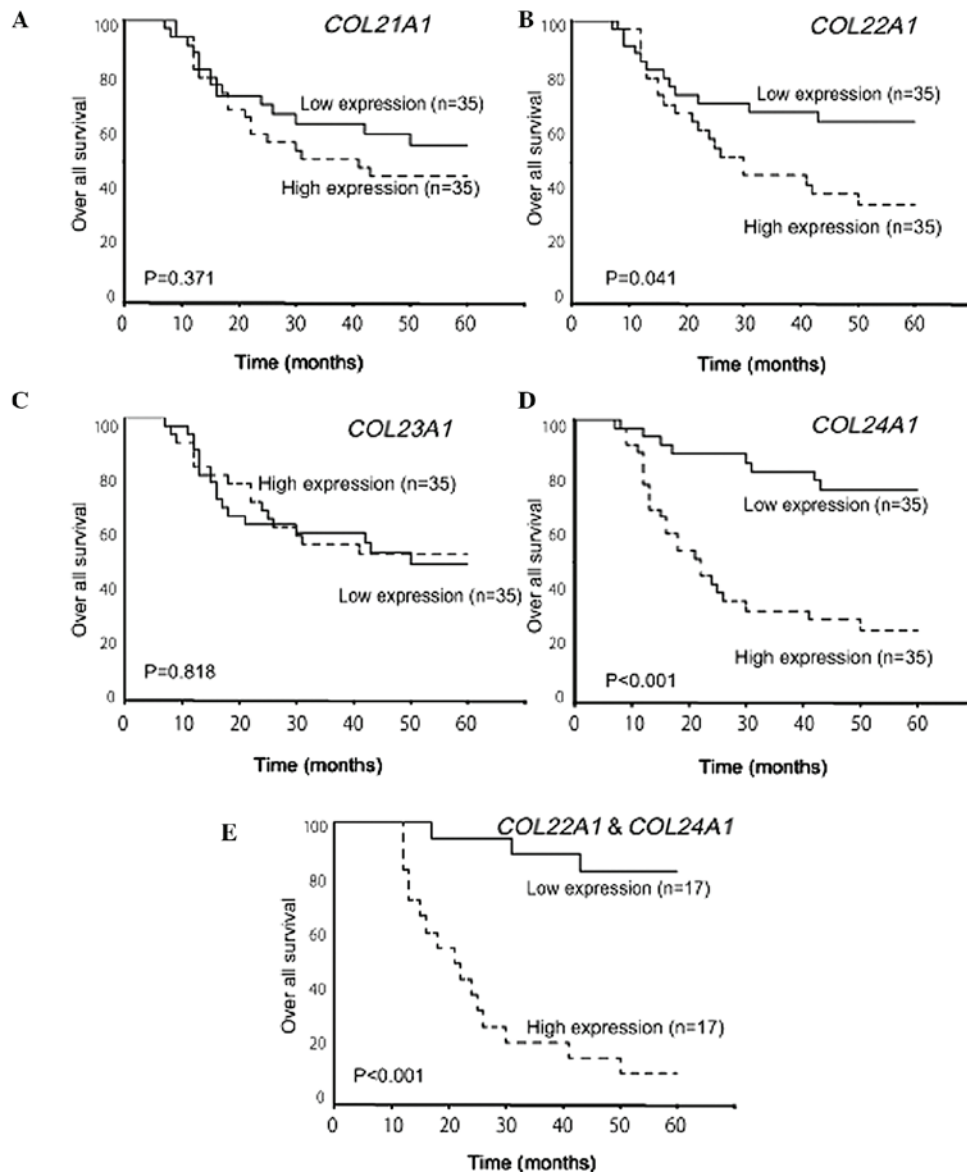 A
COL21A1
100
80
60
40
20
0
Over all survival
Low expression (n=35)
High expression (n=35)
P=0.371
0 10 20 30 40 50 60 70
Time (months)
B
COL22A1
100
80
60
40
20
0
Over all survival
Low expression (n=35)
High expression (n=35)
P=0.041
0 10 20 30 40 50 60 70
Time (months)
C
COL23A1
100
80
60
40
20
0
Over all survival
High expression (n=35)
Low expression (n=35)
P=0.818
0 10 20 30 40 50 60 70
Time (months)
D
COL24A1
100
80
60
40
20
0
Over all survival
Low expression (n=35)
High expression (n=35)
P<0.001
0 10 20 30 40 50 60 70
Time (months)
E
COL22A1 & COL24A1
100
80
60
40
20
0
Over all survival
Low expression (n=17)
High expression (n=17)
P<0.001
0 10 20 30 40 50 60 70
Time (months)